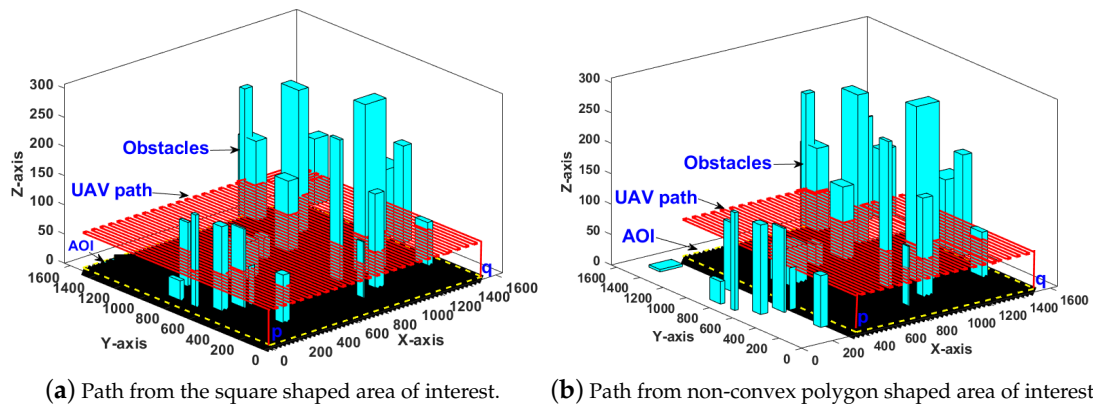 300
250
200
150
100
50
0
Z-axis
Obstacles
UAV path
AOI
1600
1400
1200
1000
800
600
400
200
0
Y-axis
0
200
400
600
800
1000
1200
1400
1600
X-axis
p
q
(a) Path from the square shaped area of interest.
300
250
200
150
100
50
0
Z-axis
Obstacles
UAV path
AOI
1600
1400
1200
1000
800
600
400
200
0
Y-axis
0
200
400
600
800
1000
1200
1400
1600
X-axis
p
q
(b) Path from non-convex polygon shaped area of interest